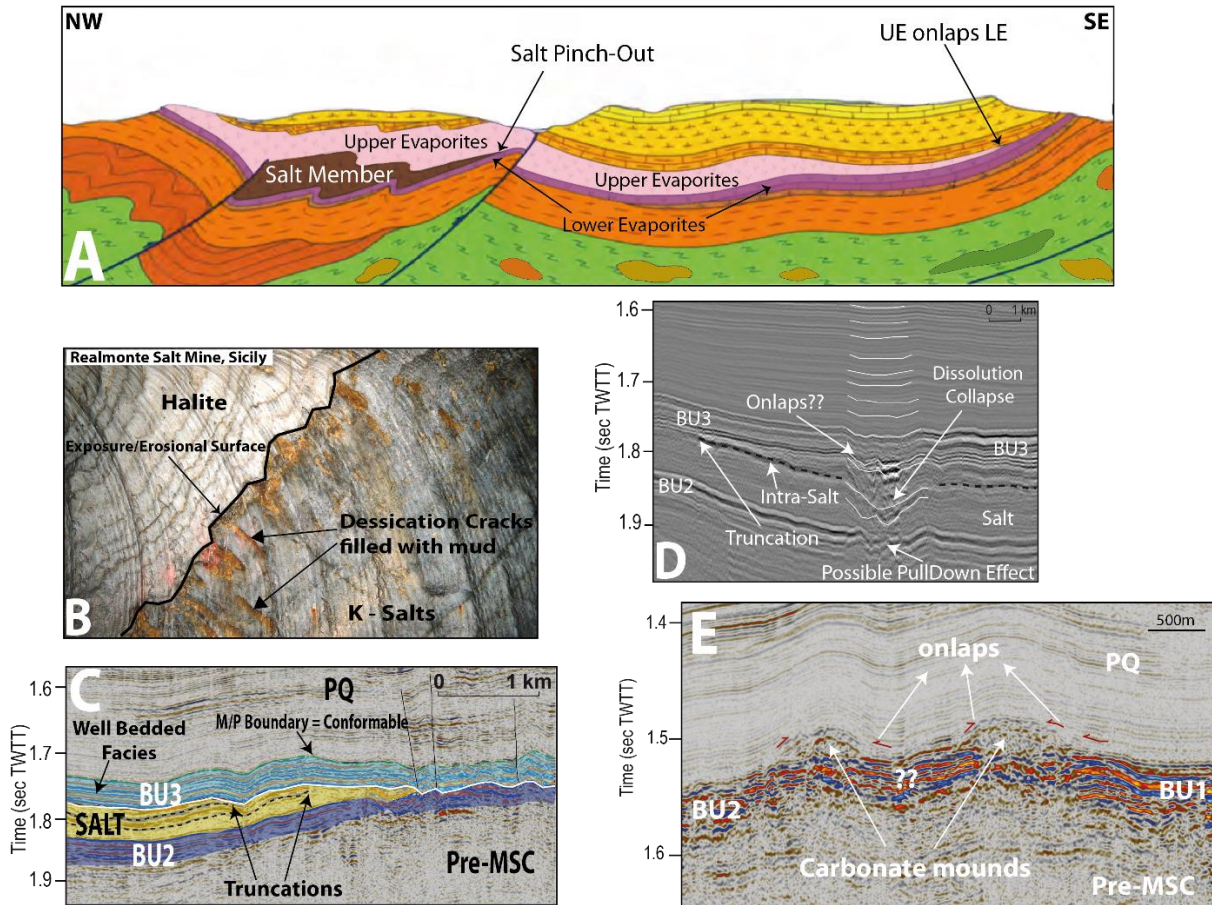 NW
SE
Salt Pinch-Out
UE onlaps LE
Upper Evaporites
Salt Member
Upper Evaporites
Lower Evaporites
A
Realmonte Salt Mine, Sicily
Halite
Exposure/Erosional Surface
Dessication Cracks
filled with mud
K - Salts
B
Time (sec TWTT)
1.6
1.7
1.8
1.9
0 1 km
Dissolution
Collapse
Onlaps??
BU3
BU3
BU2
Intra-Salt
Salt
Truncation
Possible PullDown Effect
D
C
Time (sec TWTT)
1.6
1.7
1.8
1.9
0 1 km
PQ
Well Bedded
Facies
M/P Boundary = Conformable
BU3
SALT
BU2
Truncations
Pre-MSC
E
Time (sec TWTT)
1.4
1.5
1.6
500m
onlaps
PQ
??
BU2
BU1
Carbonate mounds
Pre-MSC